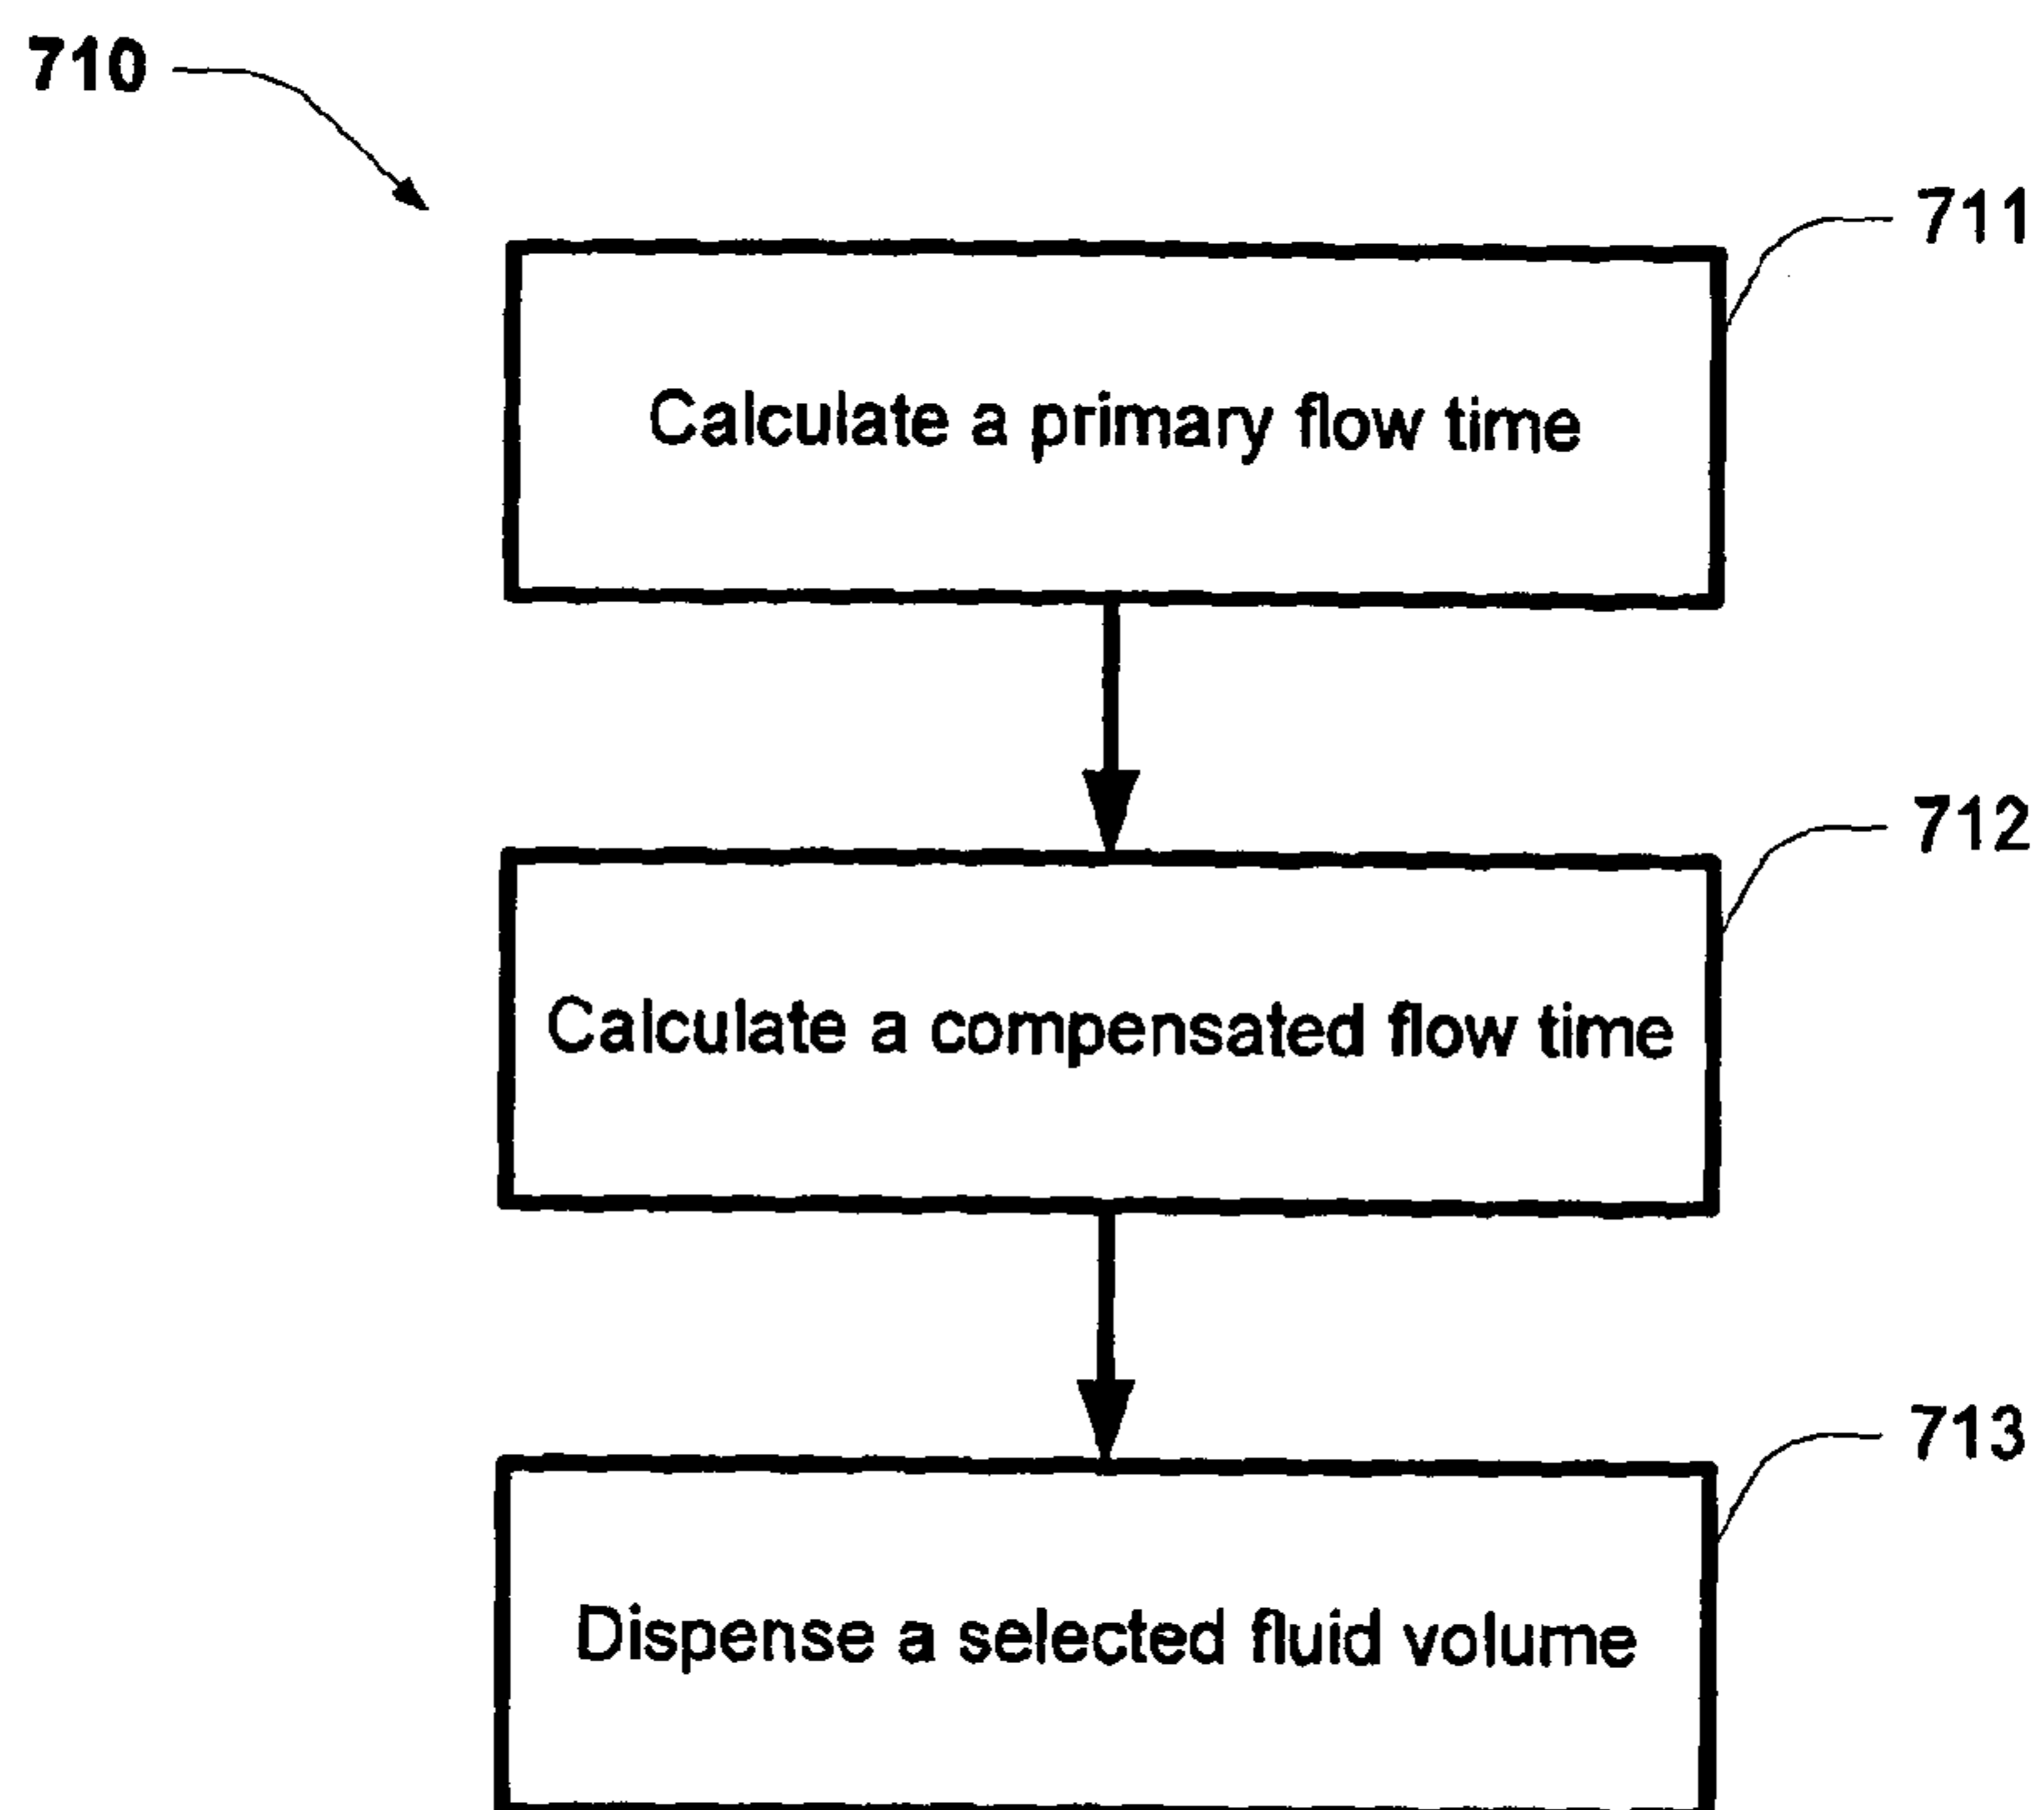 710
711
Calculate a primary flow time
712
Calculate a compensated flow time
713
Dispense a selected fluid volume